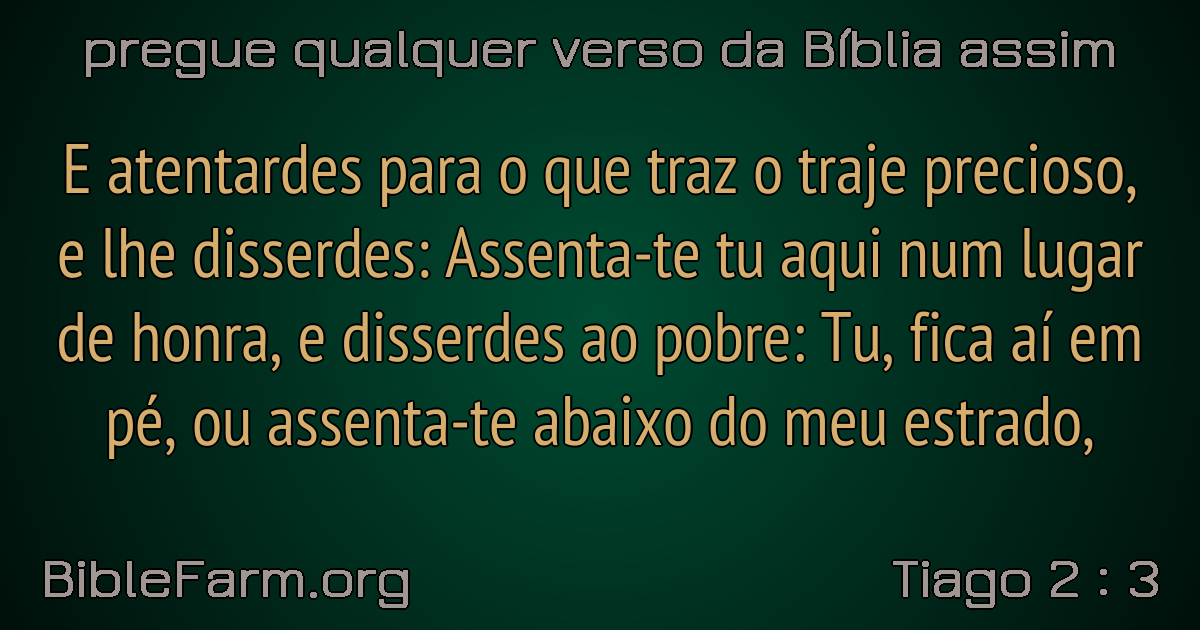 pregue qualquer verso da Bíblia assim
E atentardes para o que traz o traje precioso,
e lhe disserdes: Assenta-te tu aqui num lugar
de honra, e disserdes ao pobre: Tu, fica aí em
pé, ou assenta-te abaixo do meu estrado,
BibleFarm.org
Tiago 2 : 3